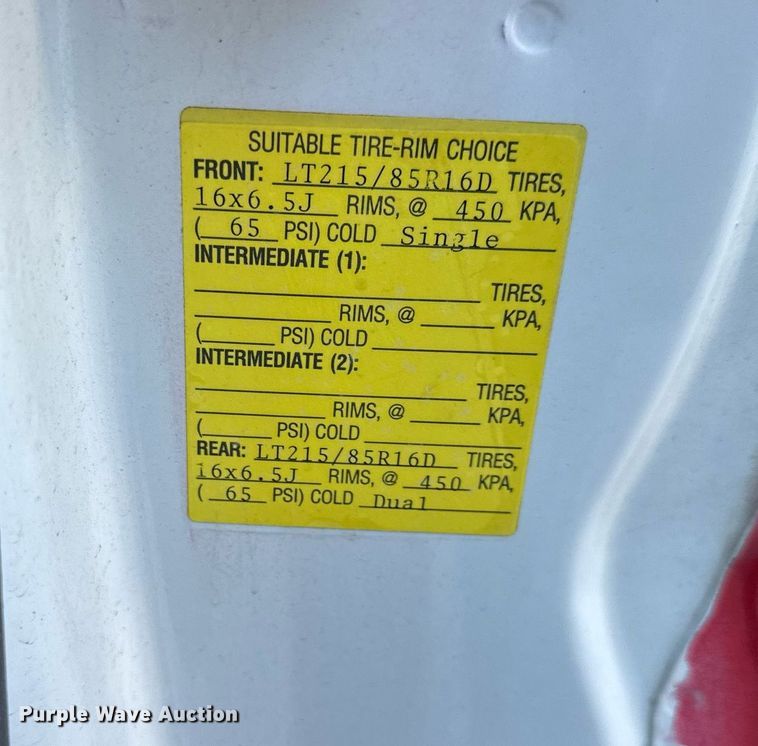 SUITABLE TIRE-RIM CHOICE
FRONT: LT215/85R16D TIRES,
16x6.5J RIMS, @ 450 KPA,
( 65 PSI) COLD Single
INTERMEDIATE (1):
TIRES,
RIMS, @ KPA,
( PSI) COLD
INTERMEDIATE (2):
TIRES,
RIMS, @ KPA,
( PSI) COLD
REAR: LT215/85R16D TIRES,
16x6.5J RIMS, @ 450 KPA,
( 65 PSI) COLD Dual
Purple Wave Auction